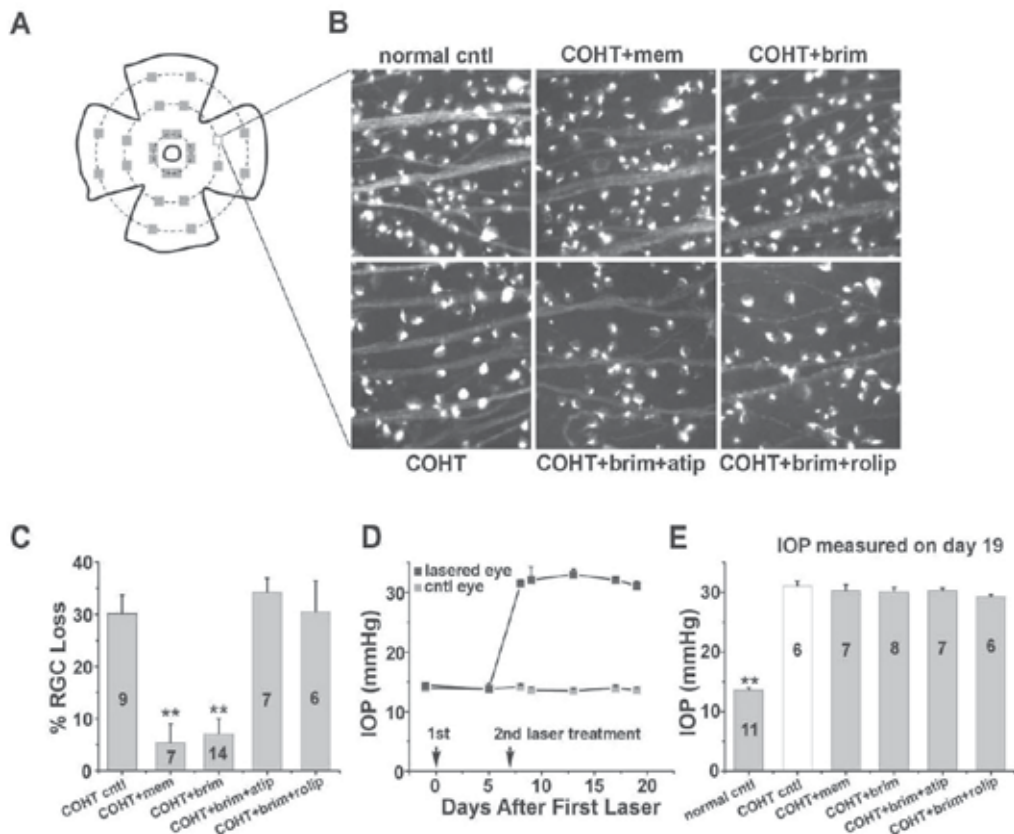 A
B
normal cntl
COHT+mem
COHT+brim
COHT
COHT+brim+atip
COHT+brim+rolip
C
% RGC Loss
40
30
20
10
0
9
**
7
**
14
7
6
COHT cntl
COHT+mem
COHT+brim
COHT+brim+atip
COHT+brim+rolip
D
lasered eye
cntl eye
IOP (mmHg)
30
15
0
1st
2nd laser treatment
0
5
10
15
20
Days After First Laser
E
IOP measured on day 19
IOP (mmHg)
30
15
0
**
11
6
7
8
7
6
normal cntl
COHT cntl
COHT+mem
COHT+brim
COHT+brim+atip
COHT+brim+rolip